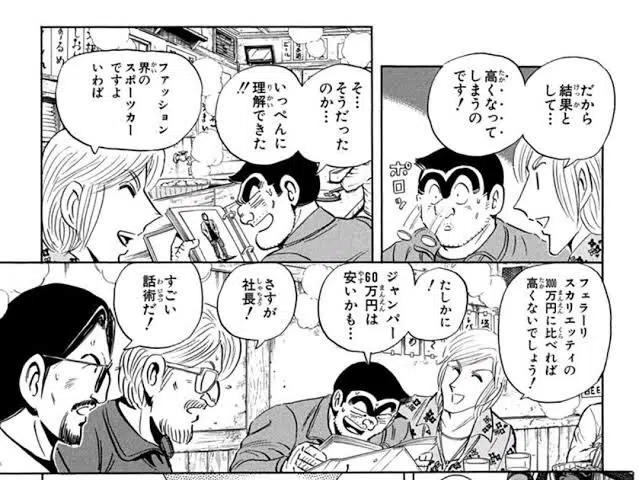 だから
結果と
して…
高くなって
しまうの
です！
ポロッ
そ…
そうだった
のか…
いっぺんに
理解できた
!!
ファッション
界の
スポーツカー
ですよ
いわば
フェラーリ
スカリエッティの
3000万円に比べれば
高くないでしょう！
たしかに
ジャンパー
60万円は
安いかも…
さすが
社長！
すごい
話術だ！